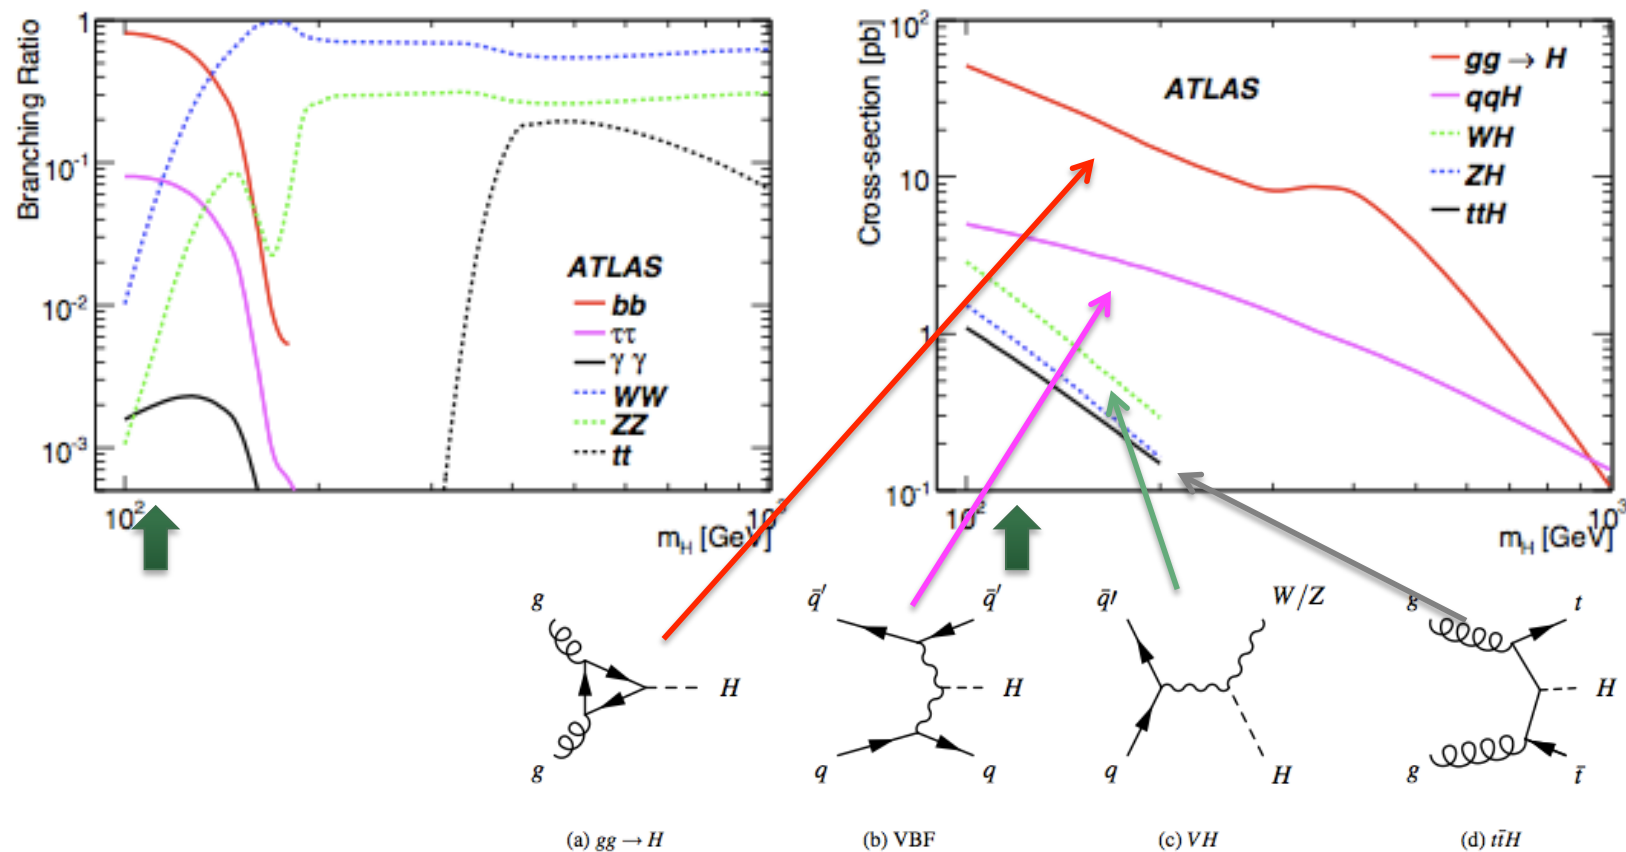 Branching Ratio
1
10⁻¹
10⁻²
10⁻³
ATLAS
bb
ττ
γ γ
WW
ZZ
tt
10²
10³
m_H [GeV]
Cross-section [pb]
10²
10
1
10⁻¹
ATLAS
gg → H
qqH
WH
ZH
ttH
10²
10³
m_H [GeV]
g
g
H
q̄′
q̄′
H
q
q
q̄′
W/Z
q
H
g
t
H
g
t̄
(a) gg → H
(b) VBF
(c) VH
(d) tt̄H